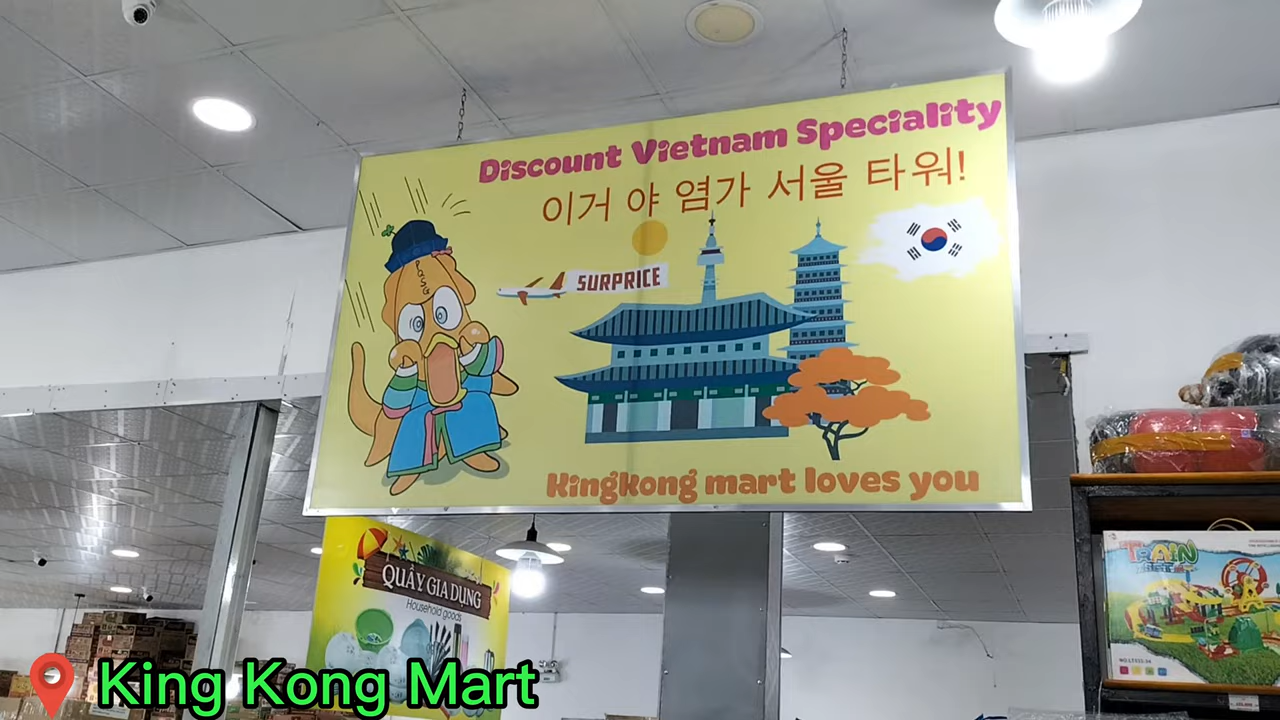 Discount Vietnam Speciality
이거 야 염가 서울 타워!
SURPRICE
Kingkong mart loves you
QUẦY GIA DỤNG
Household goods
TRAIN
King Kong Mart